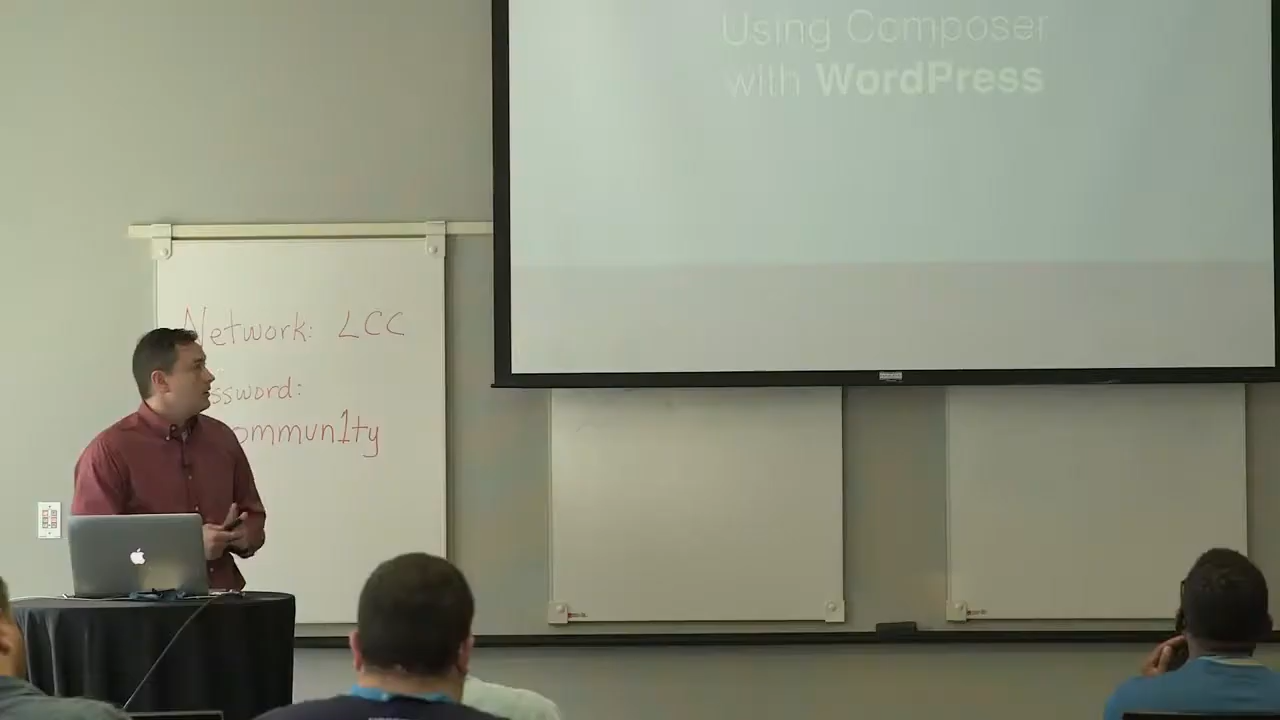 Using Composer
with WordPress
Network: LCC
ssword:
ommun1ty